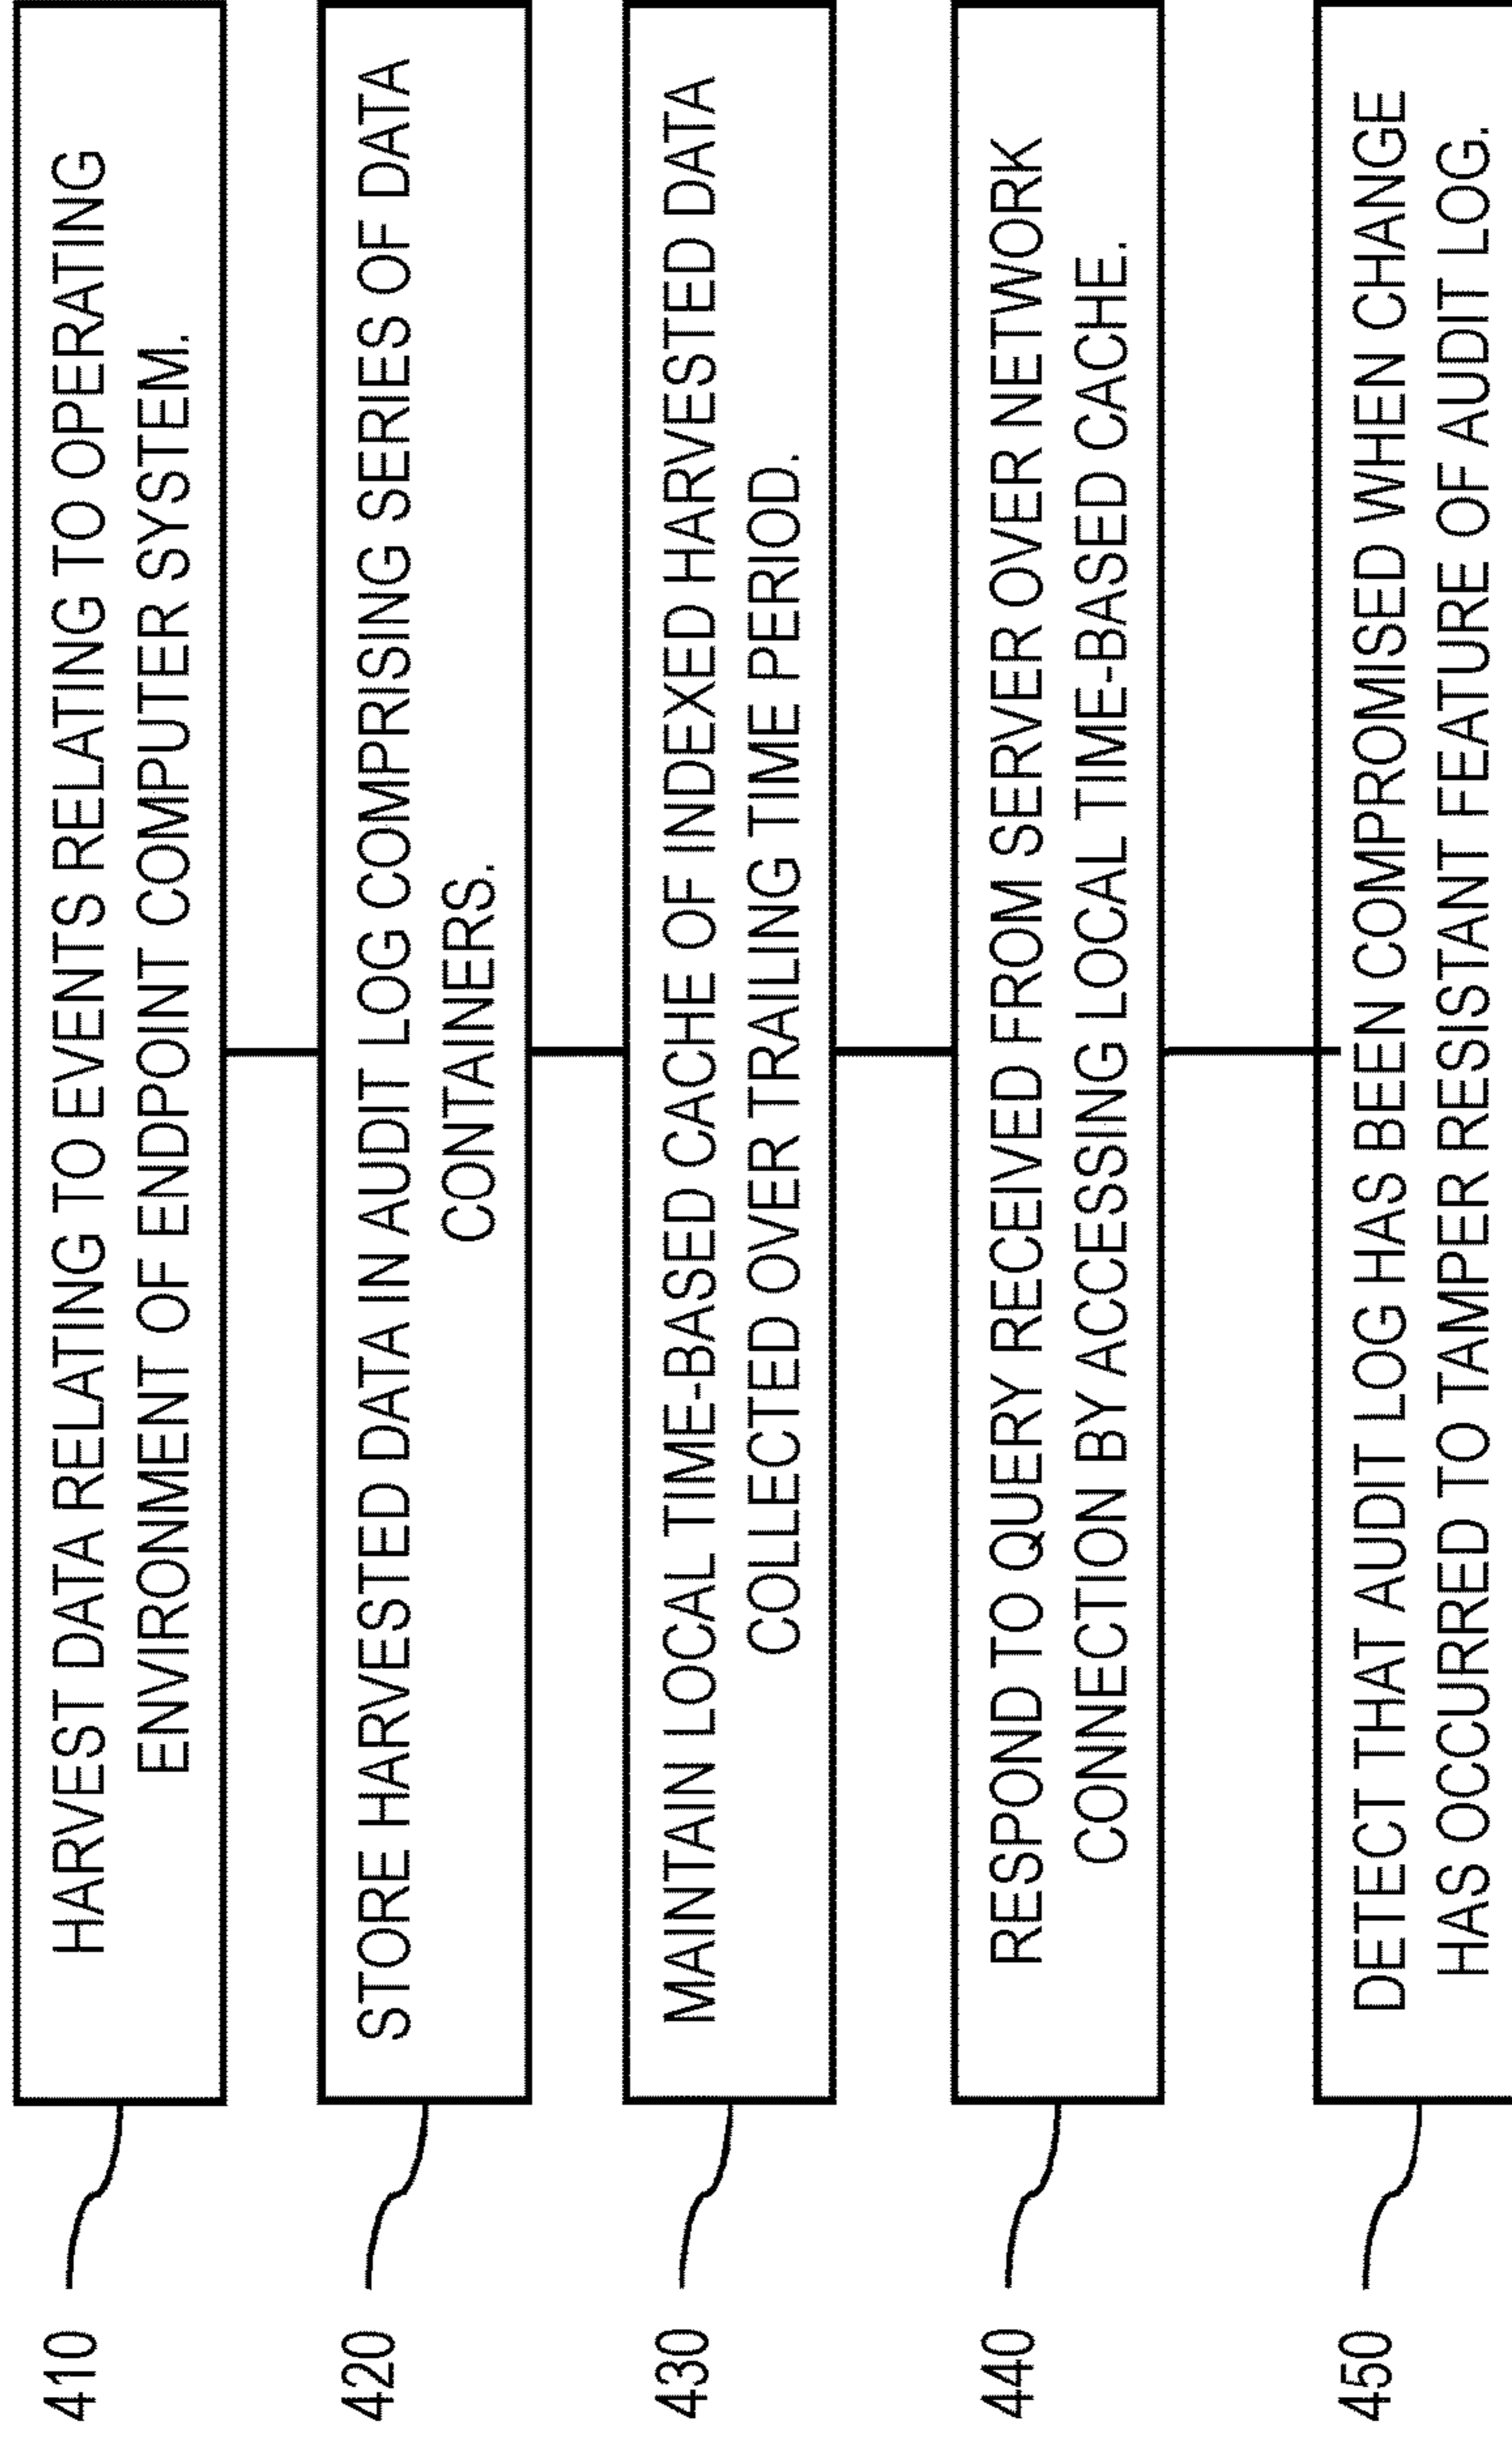 410
HARVEST DATA RELATING TO EVENTS RELATING TO OPERATING
ENVIRONMENT OF ENDPOINT COMPUTER SYSTEM.
420
STORE HARVESTED DATA IN AUDIT LOG COMPRISING SERIES OF DATA
CONTAINERS.
430
MAINTAIN LOCAL TIME-BASED CACHE OF INDEXED HARVESTED DATA
COLLECTED OVER TRAILING TIME PERIOD.
440
RESPOND TO QUERY RECEIVED FROM SERVER OVER NETWORK
CONNECTION BY ACCESSING LOCAL TIME-BASED CACHE.
450
DETECT THAT AUDIT LOG HAS BEEN COMPROMISED WHEN CHANGE
HAS OCCURRED TO TAMPER RESISTANT FEATURE OF AUDIT LOG.